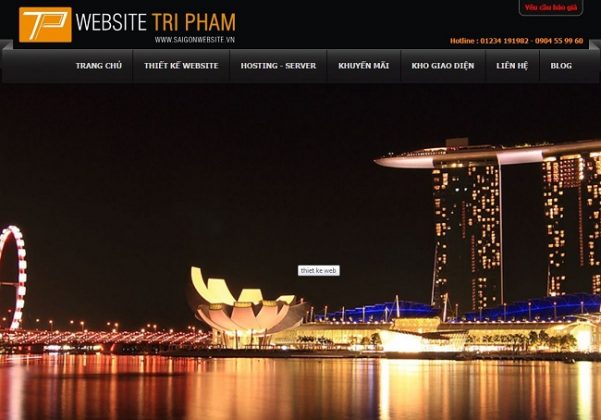 Yêu cầu báo giá
TP WEBSITE TRI PHAM
WWW.SAIGONWEBSITE.VN
Hotline : 01234 191982 - 0904 55 99 60
TRANG CHỦ THIẾT KẾ WEBSITE HOSTING - SERVER KHUYẾN MÃI KHO GIAO DIỆN LIÊN HỆ BLOG
thiet ke web